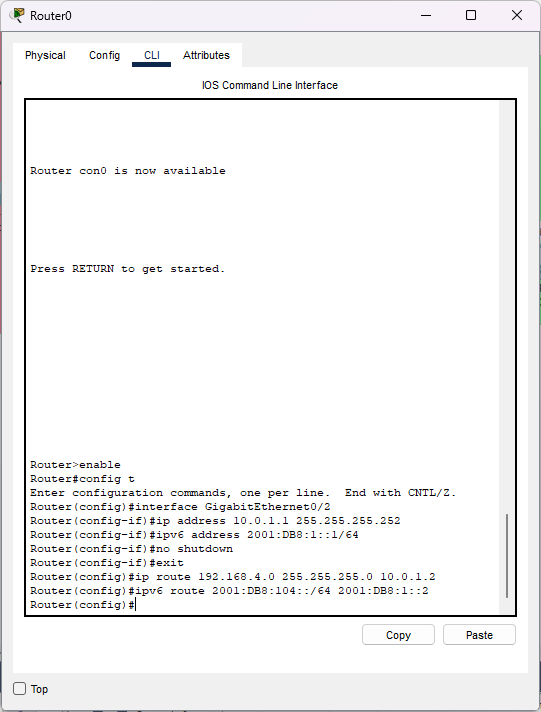 Router0
Physical Config CLI Attributes
IOS Command Line Interface
Router con0 is now available
Press RETURN to get started.
Router>enable
Router#config t
Enter configuration commands, one per line.  End with CNTL/Z.
Router(config)#interface GigabitEthernet0/2
Router(config-if)#ip address 10.0.1.1 255.255.255.252
Router(config-if)#ipv6 address 2001:DB8:1::1/64
Router(config-if)#no shutdown
Router(config-if)#exit
Router(config)#ip route 192.168.4.0 255.255.255.0 10.0.1.2
Router(config)#ipv6 route 2001:DB8:104::/64 2001:DB8:1::2
Router(config)#
Copy Paste
Top